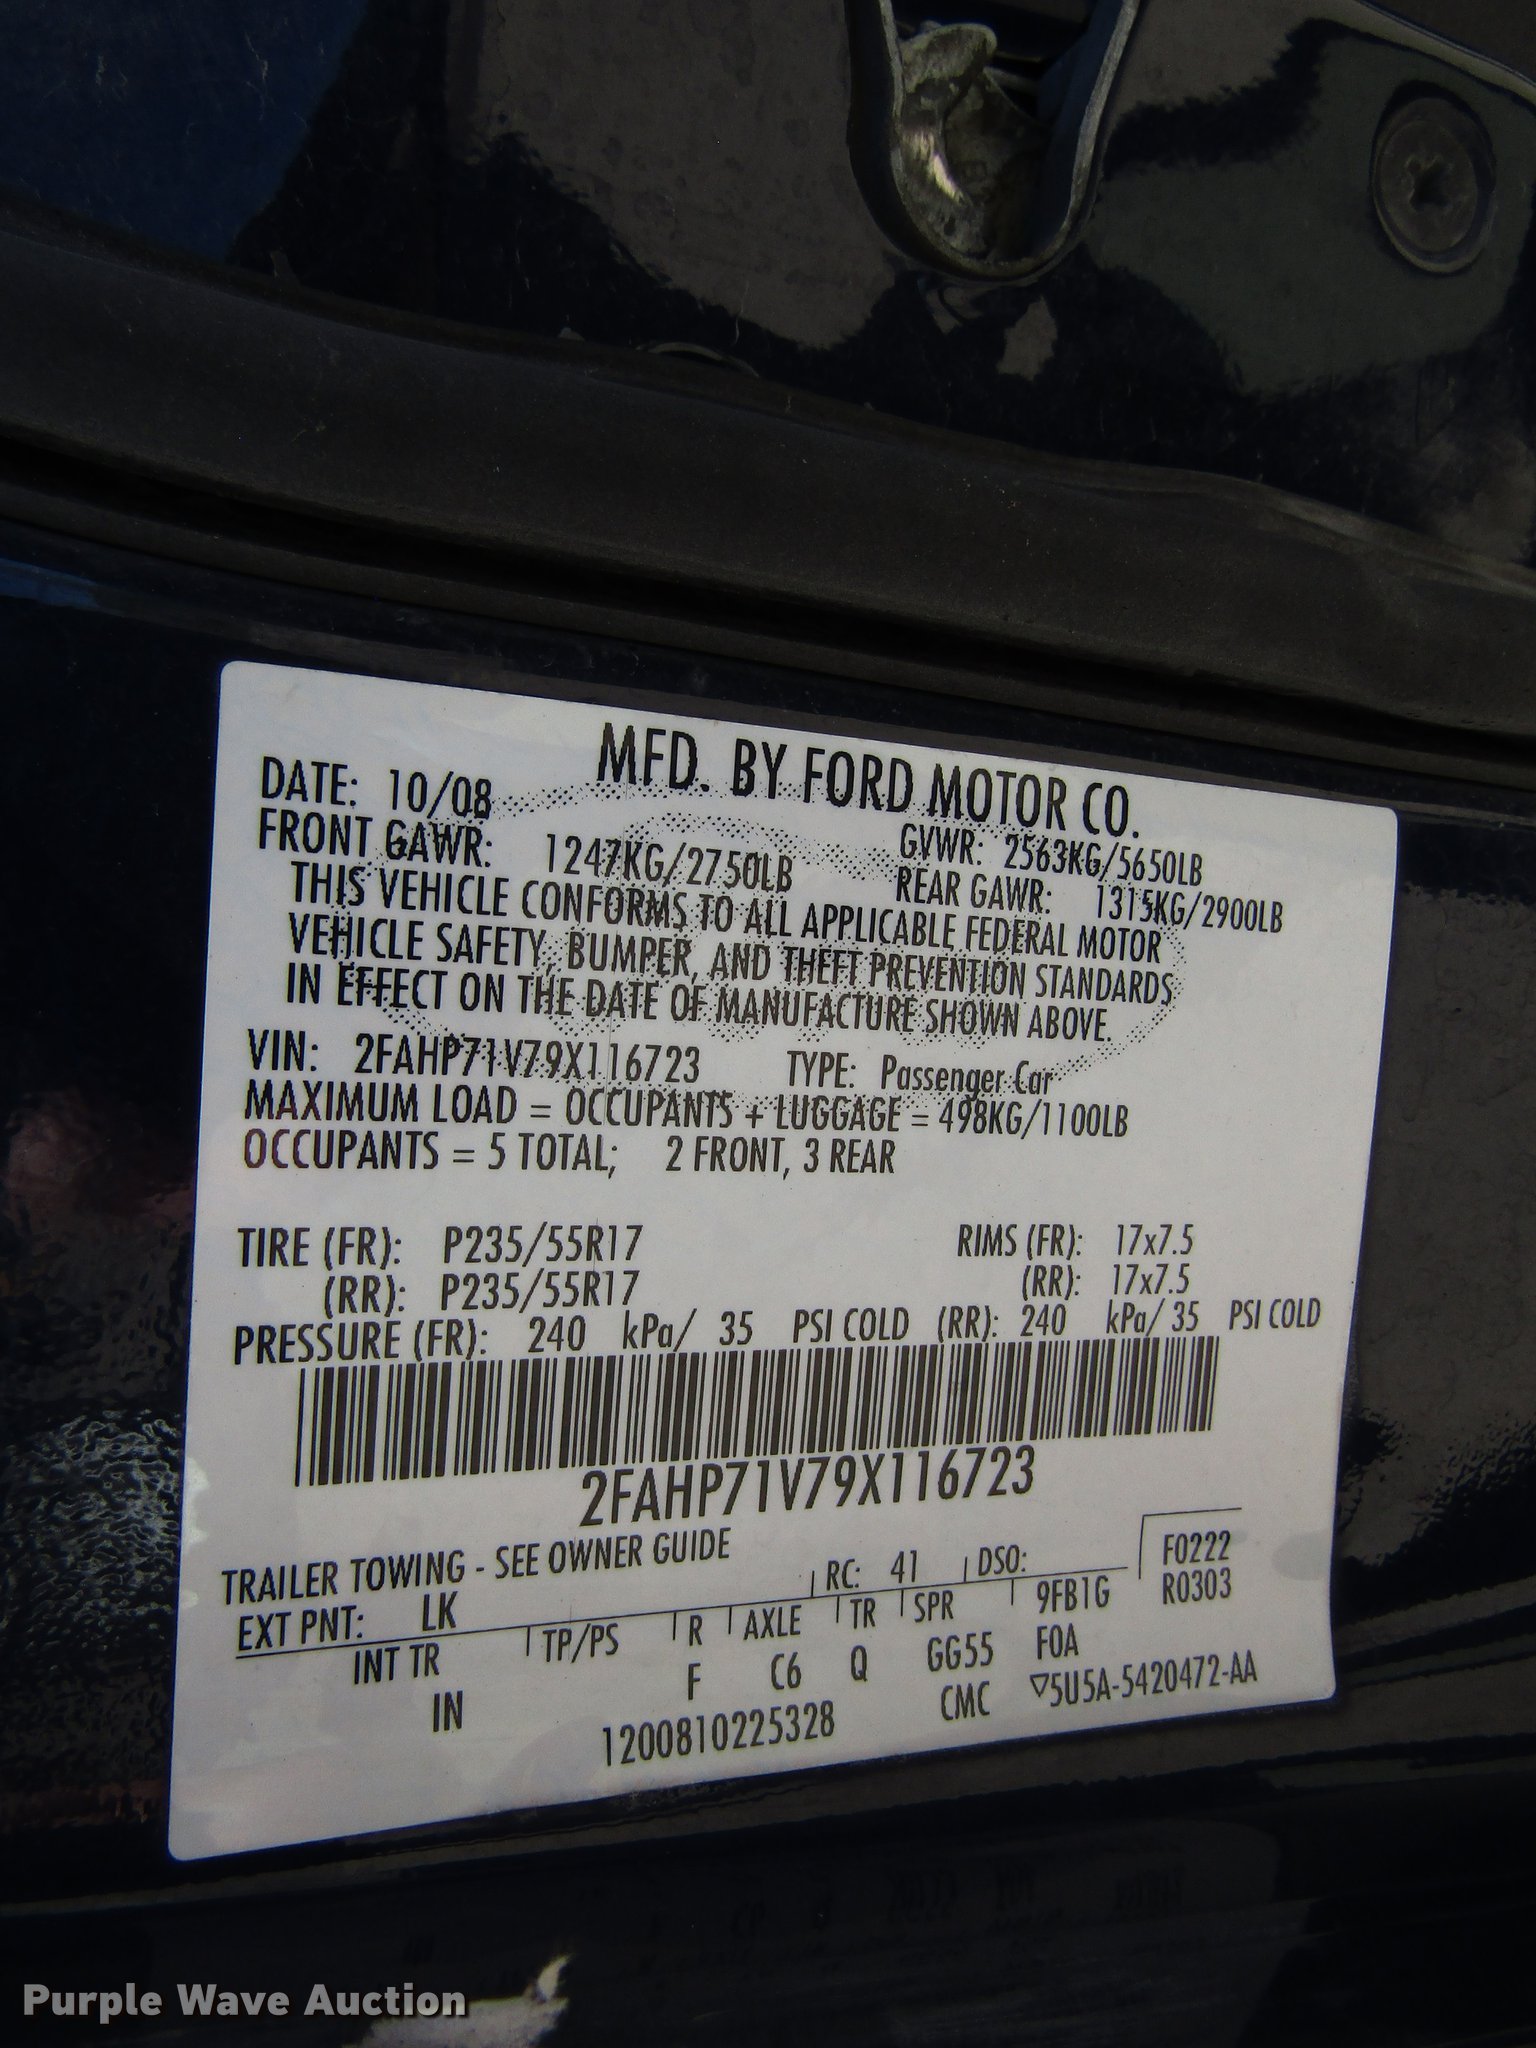 MFD. BY FORD MOTOR CO.
DATE: 10/08 GVWR: 2563KG/5650LB
FRONT GAWR: 1247KG/2750LB REAR GAWR: 1315KG/2900LB
THIS VEHICLE CONFORMS TO ALL APPLICABLE FEDERAL MOTOR
VEHICLE SAFETY, BUMPER, AND THEFT PREVENTION STANDARDS
IN EFFECT ON THE DATE OF MANUFACTURE SHOWN ABOVE.
VIN: 2FAHP71V79X116723 TYPE: Passenger Car
MAXIMUM LOAD = OCCUPANTS + LUGGAGE = 498KG/1100LB
OCCUPANTS = 5 TOTAL; 2 FRONT, 3 REAR
TIRE (FR): P235/55R17 RIMS (FR): 17x7.5
(RR): P235/55R17 (RR): 17x7.5
PRESSURE (FR): 240 kPa/ 35 PSI COLD (RR): 240 kPa/ 35 PSI COLD
2FAHP71V79X116723
TRAILER TOWING - SEE OWNER GUIDE
F0222
EXT PNT: LK RC: 41 DSO: R0303
INT TR TP/PS R AXLE TR SPR 9FB1G
IN F C6 Q GG55 F0A
1200810225328 CMC ▽5U5A-5420472-AA
Purple Wave Auction